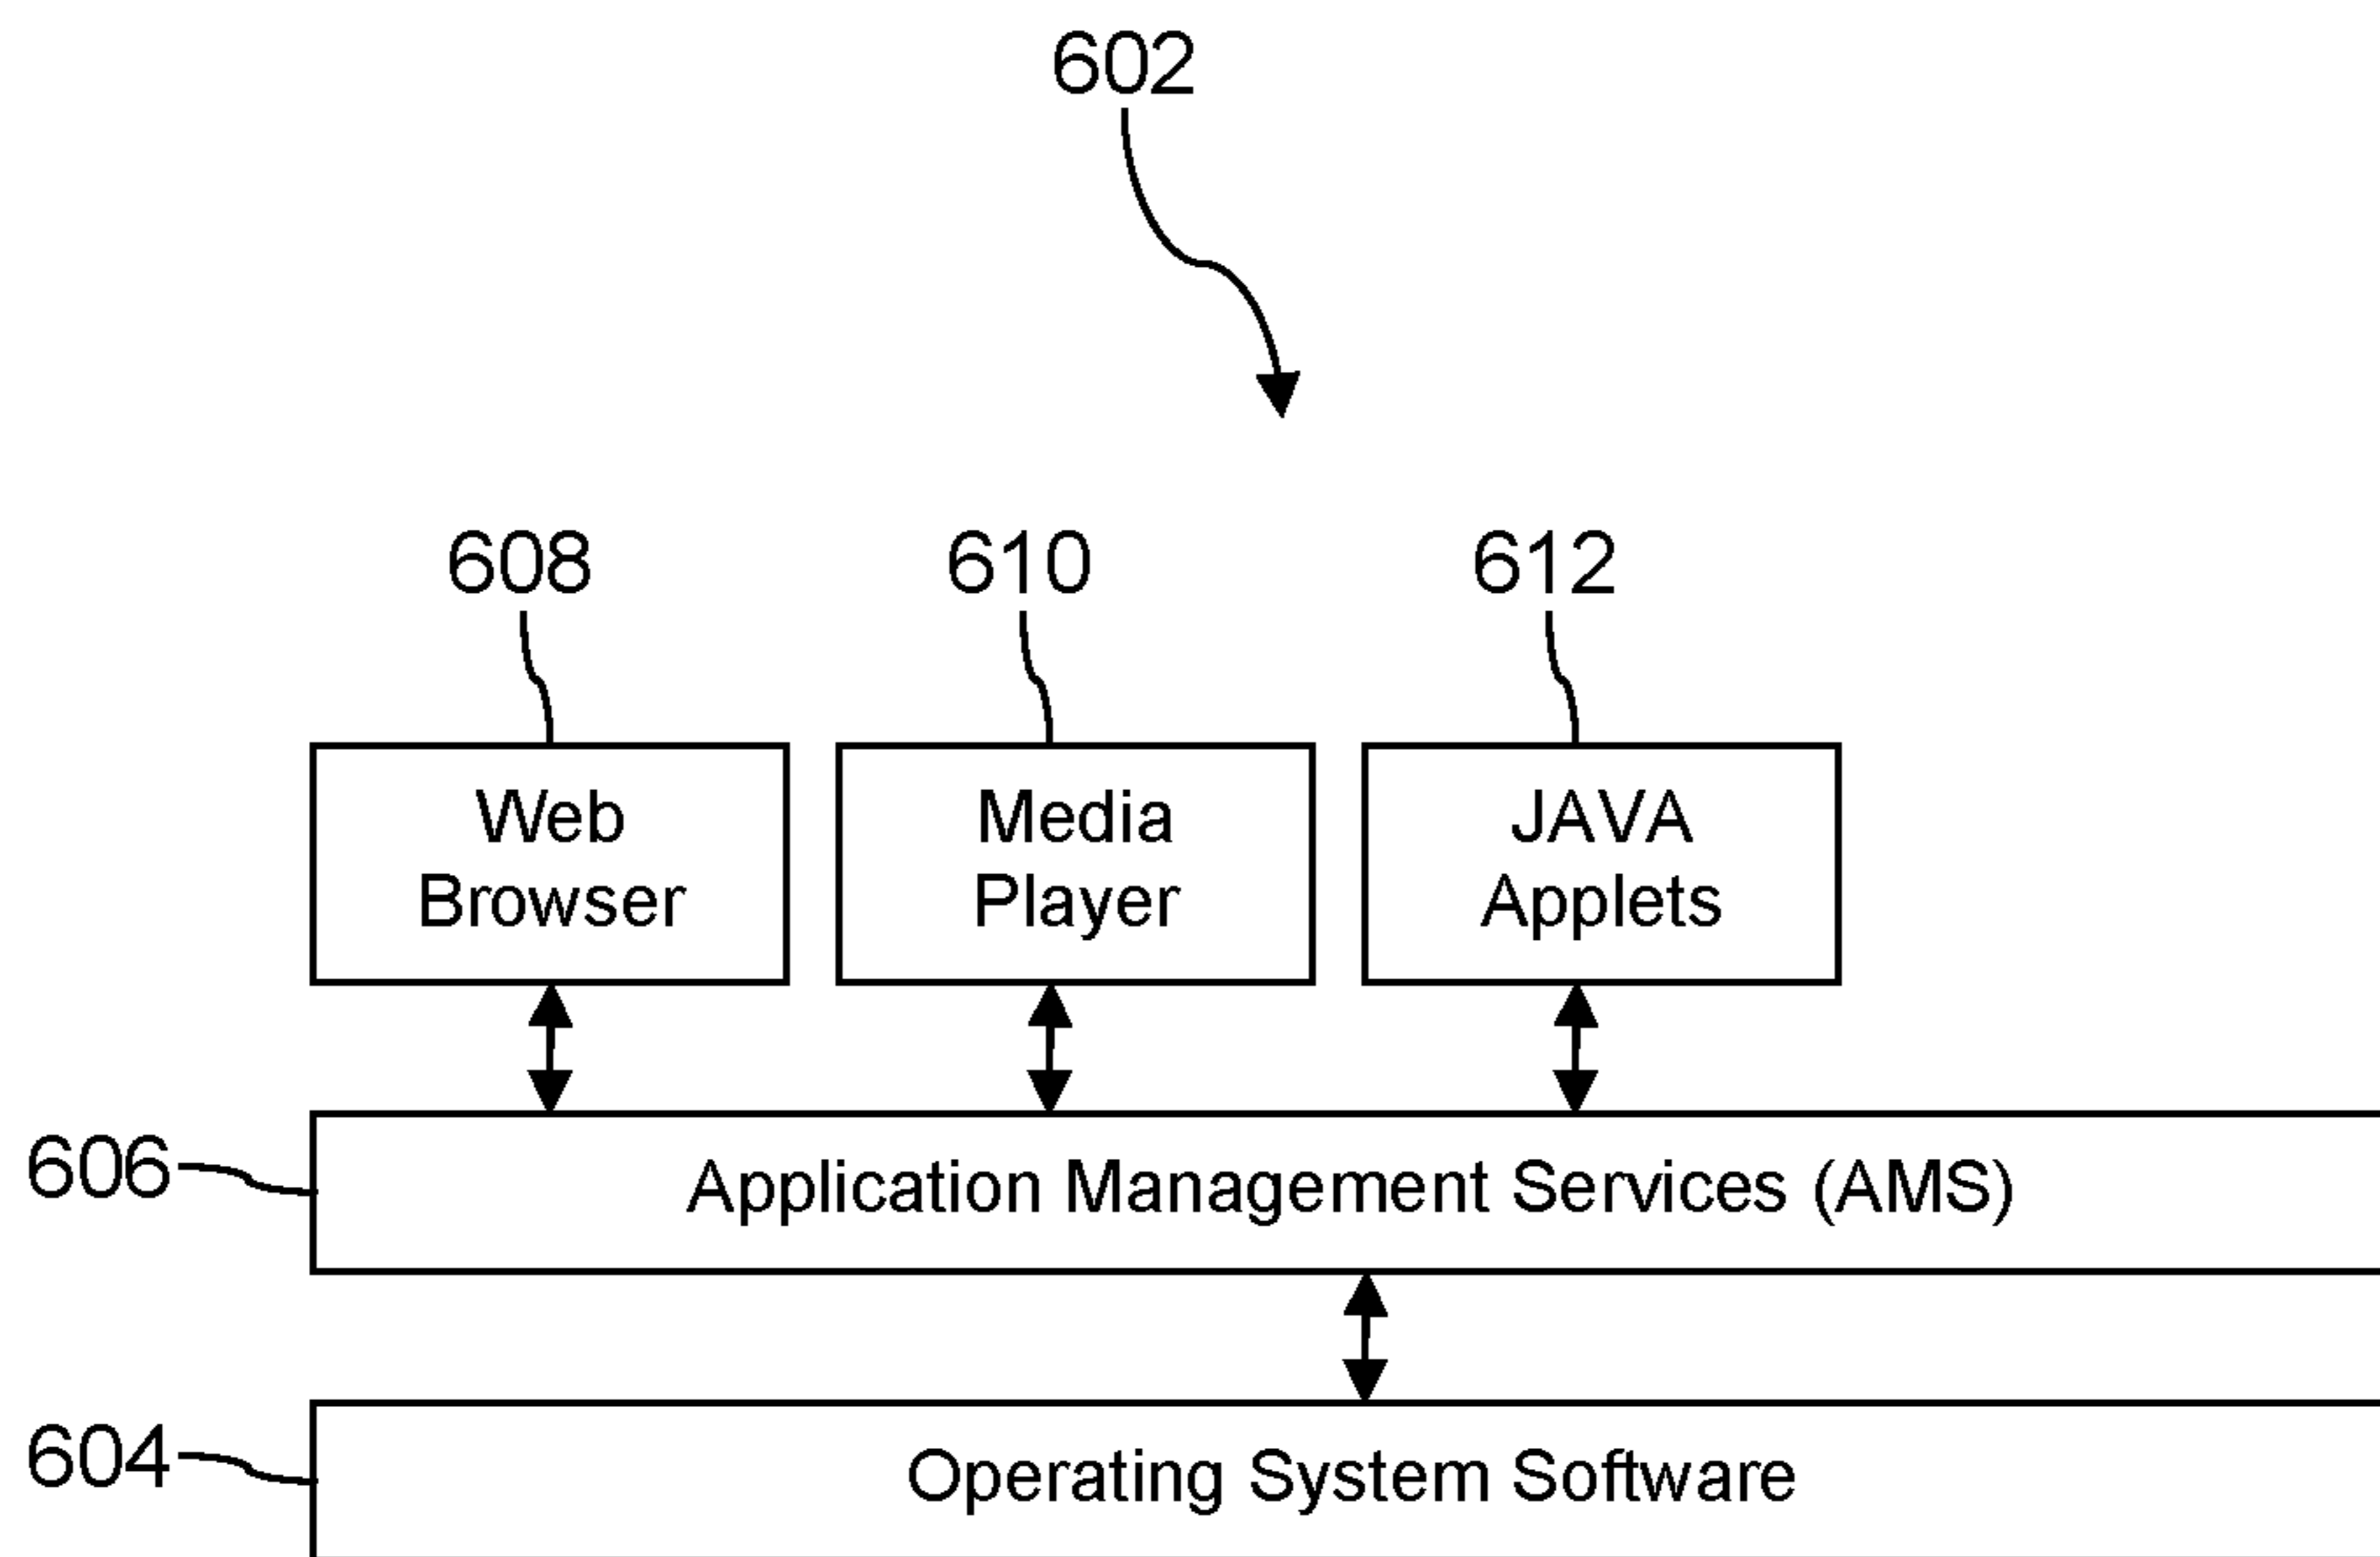 602
608
610
612
Web
Browser
Media
Player
JAVA
Applets
606
Application Management Services (AMS)
604
Operating System Software